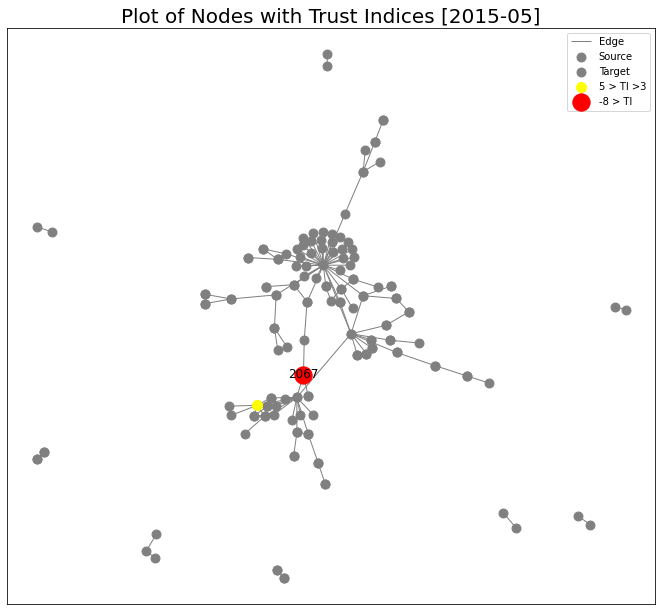 Plot of Nodes with Trust Indices [2015-05]
Edge
Source
Target
5 > TI >3
-8 > TI
2067